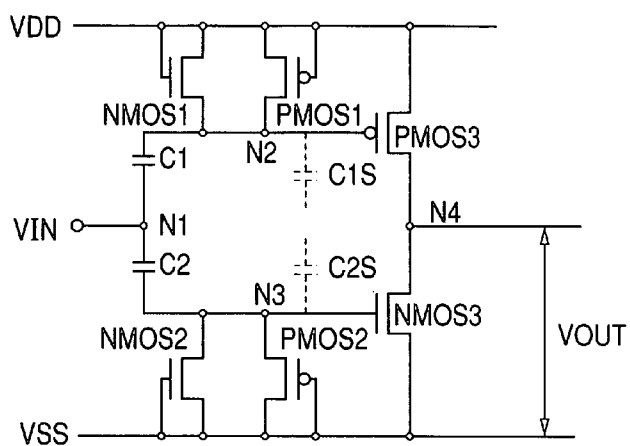 VDD
NMOS1
PMOS1
PMOS3
C1
N2
C1S
VIN
N1
N4
C2
C2S
N3
NMOS3
NMOS2
PMOS2
VOUT
VSS